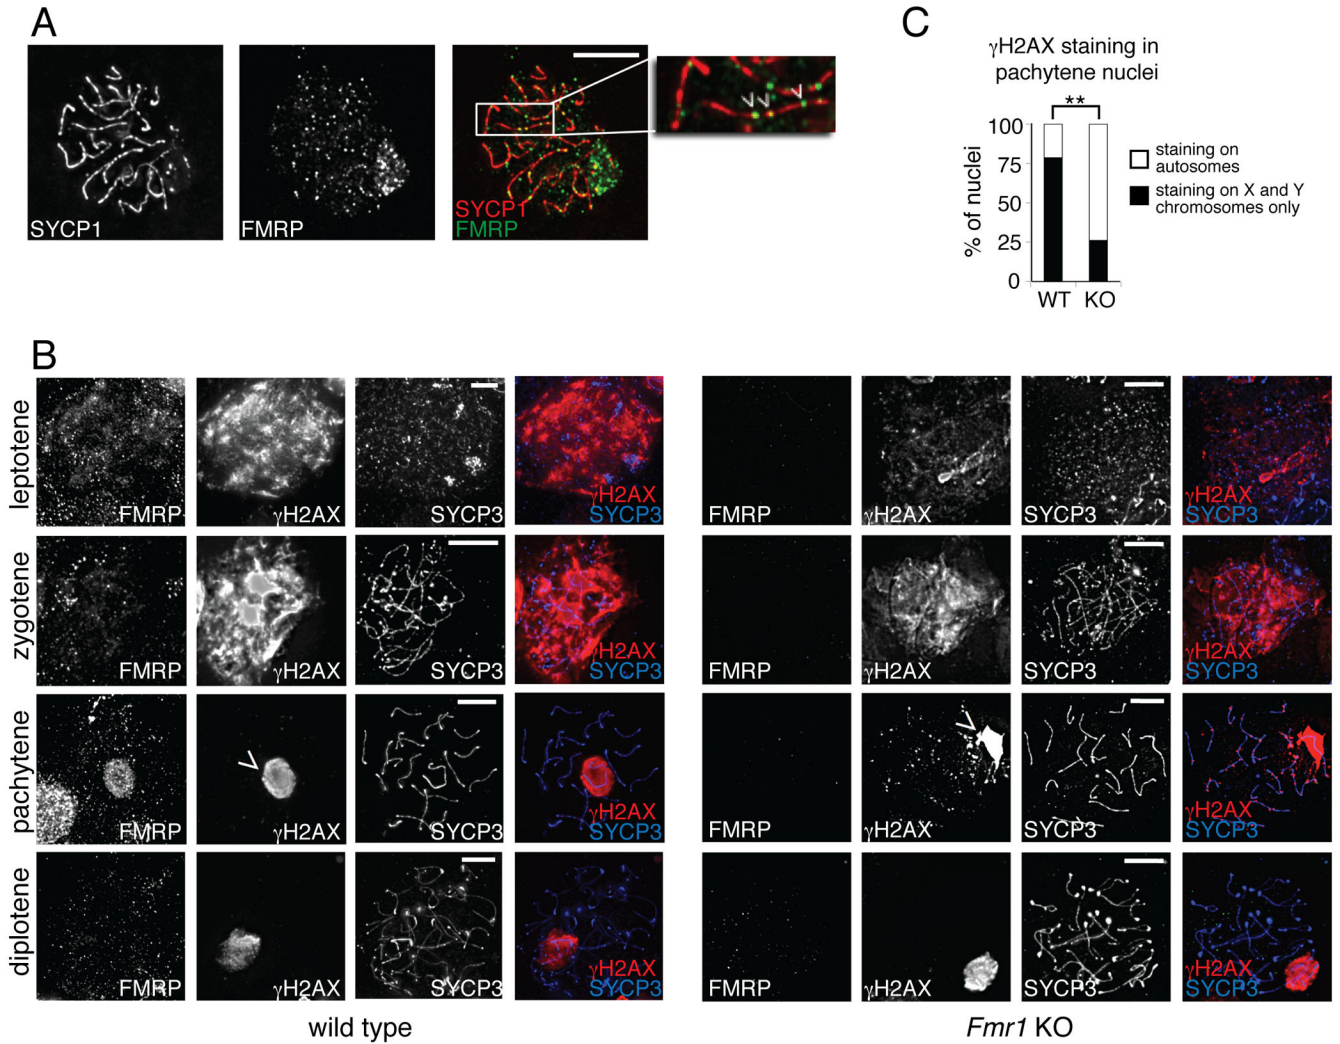 A
SYCP1
FMRP
SYCP1
FMRP
C
γH2AX staining in
pachytene nuclei
**
100
75
50
25
0
% of nuclei
WT KO
staining on
autosomes
staining on X and Y
chromosomes only
B
leptotene
FMRP
γH2AX
SYCP3
γH2AX
SYCP3
FMRP
γH2AX
SYCP3
γH2AX
SYCP3
zygotene
FMRP
γH2AX
SYCP3
γH2AX
SYCP3
FMRP
γH2AX
SYCP3
γH2AX
SYCP3
pachytene
FMRP
γH2AX
SYCP3
γH2AX
SYCP3
FMRP
γH2AX
SYCP3
γH2AX
SYCP3
diplotene
FMRP
γH2AX
SYCP3
γH2AX
SYCP3
FMRP
γH2AX
SYCP3
γH2AX
SYCP3
wild type
Fmr1 KO